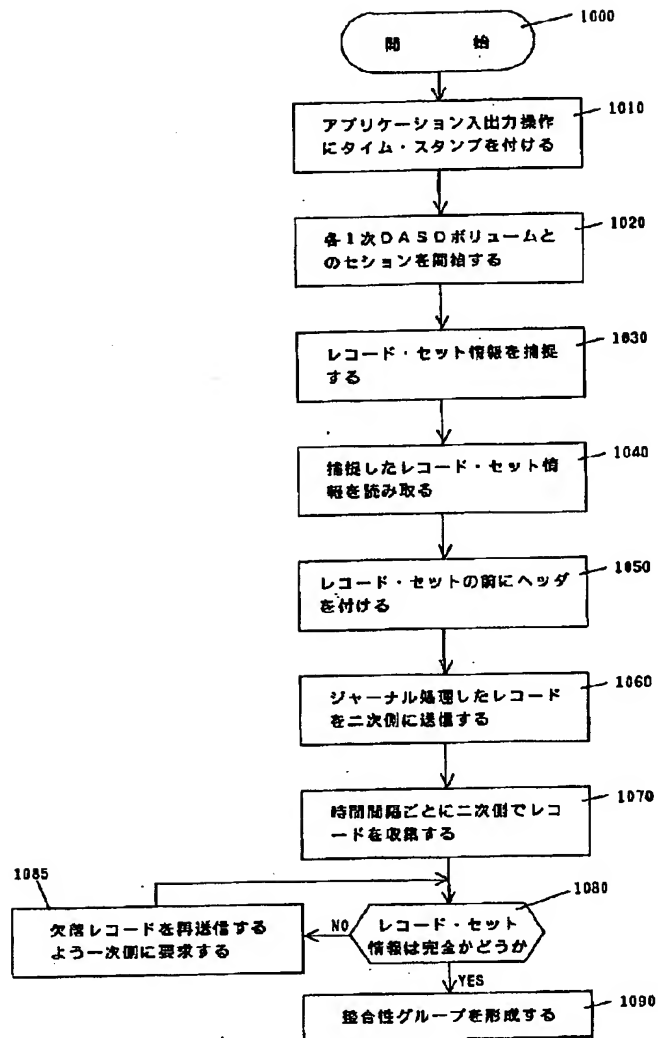 1000
開 始
1010
アプリケーション入出力操作
にタイム・スタンプを付ける
1020
各1次DASDボリュームと
のセションを開始する
1030
レコード・セット情報を捕捉
する
1040
捕捉したレコード・セット情
報を読み取る
1050
レコード・セットの前にヘッダ
を付ける
1060
ジャーナル処理したレコード
を二次側に送信する
1070
時間間隔ごとに二次側でレコ
ードを収集する
1080
レコード・セット
情報は完全かどうか
NO
1085
欠落レコードを再送信する
よう一次側に要求する
YES
1090
整合性グループを形成する